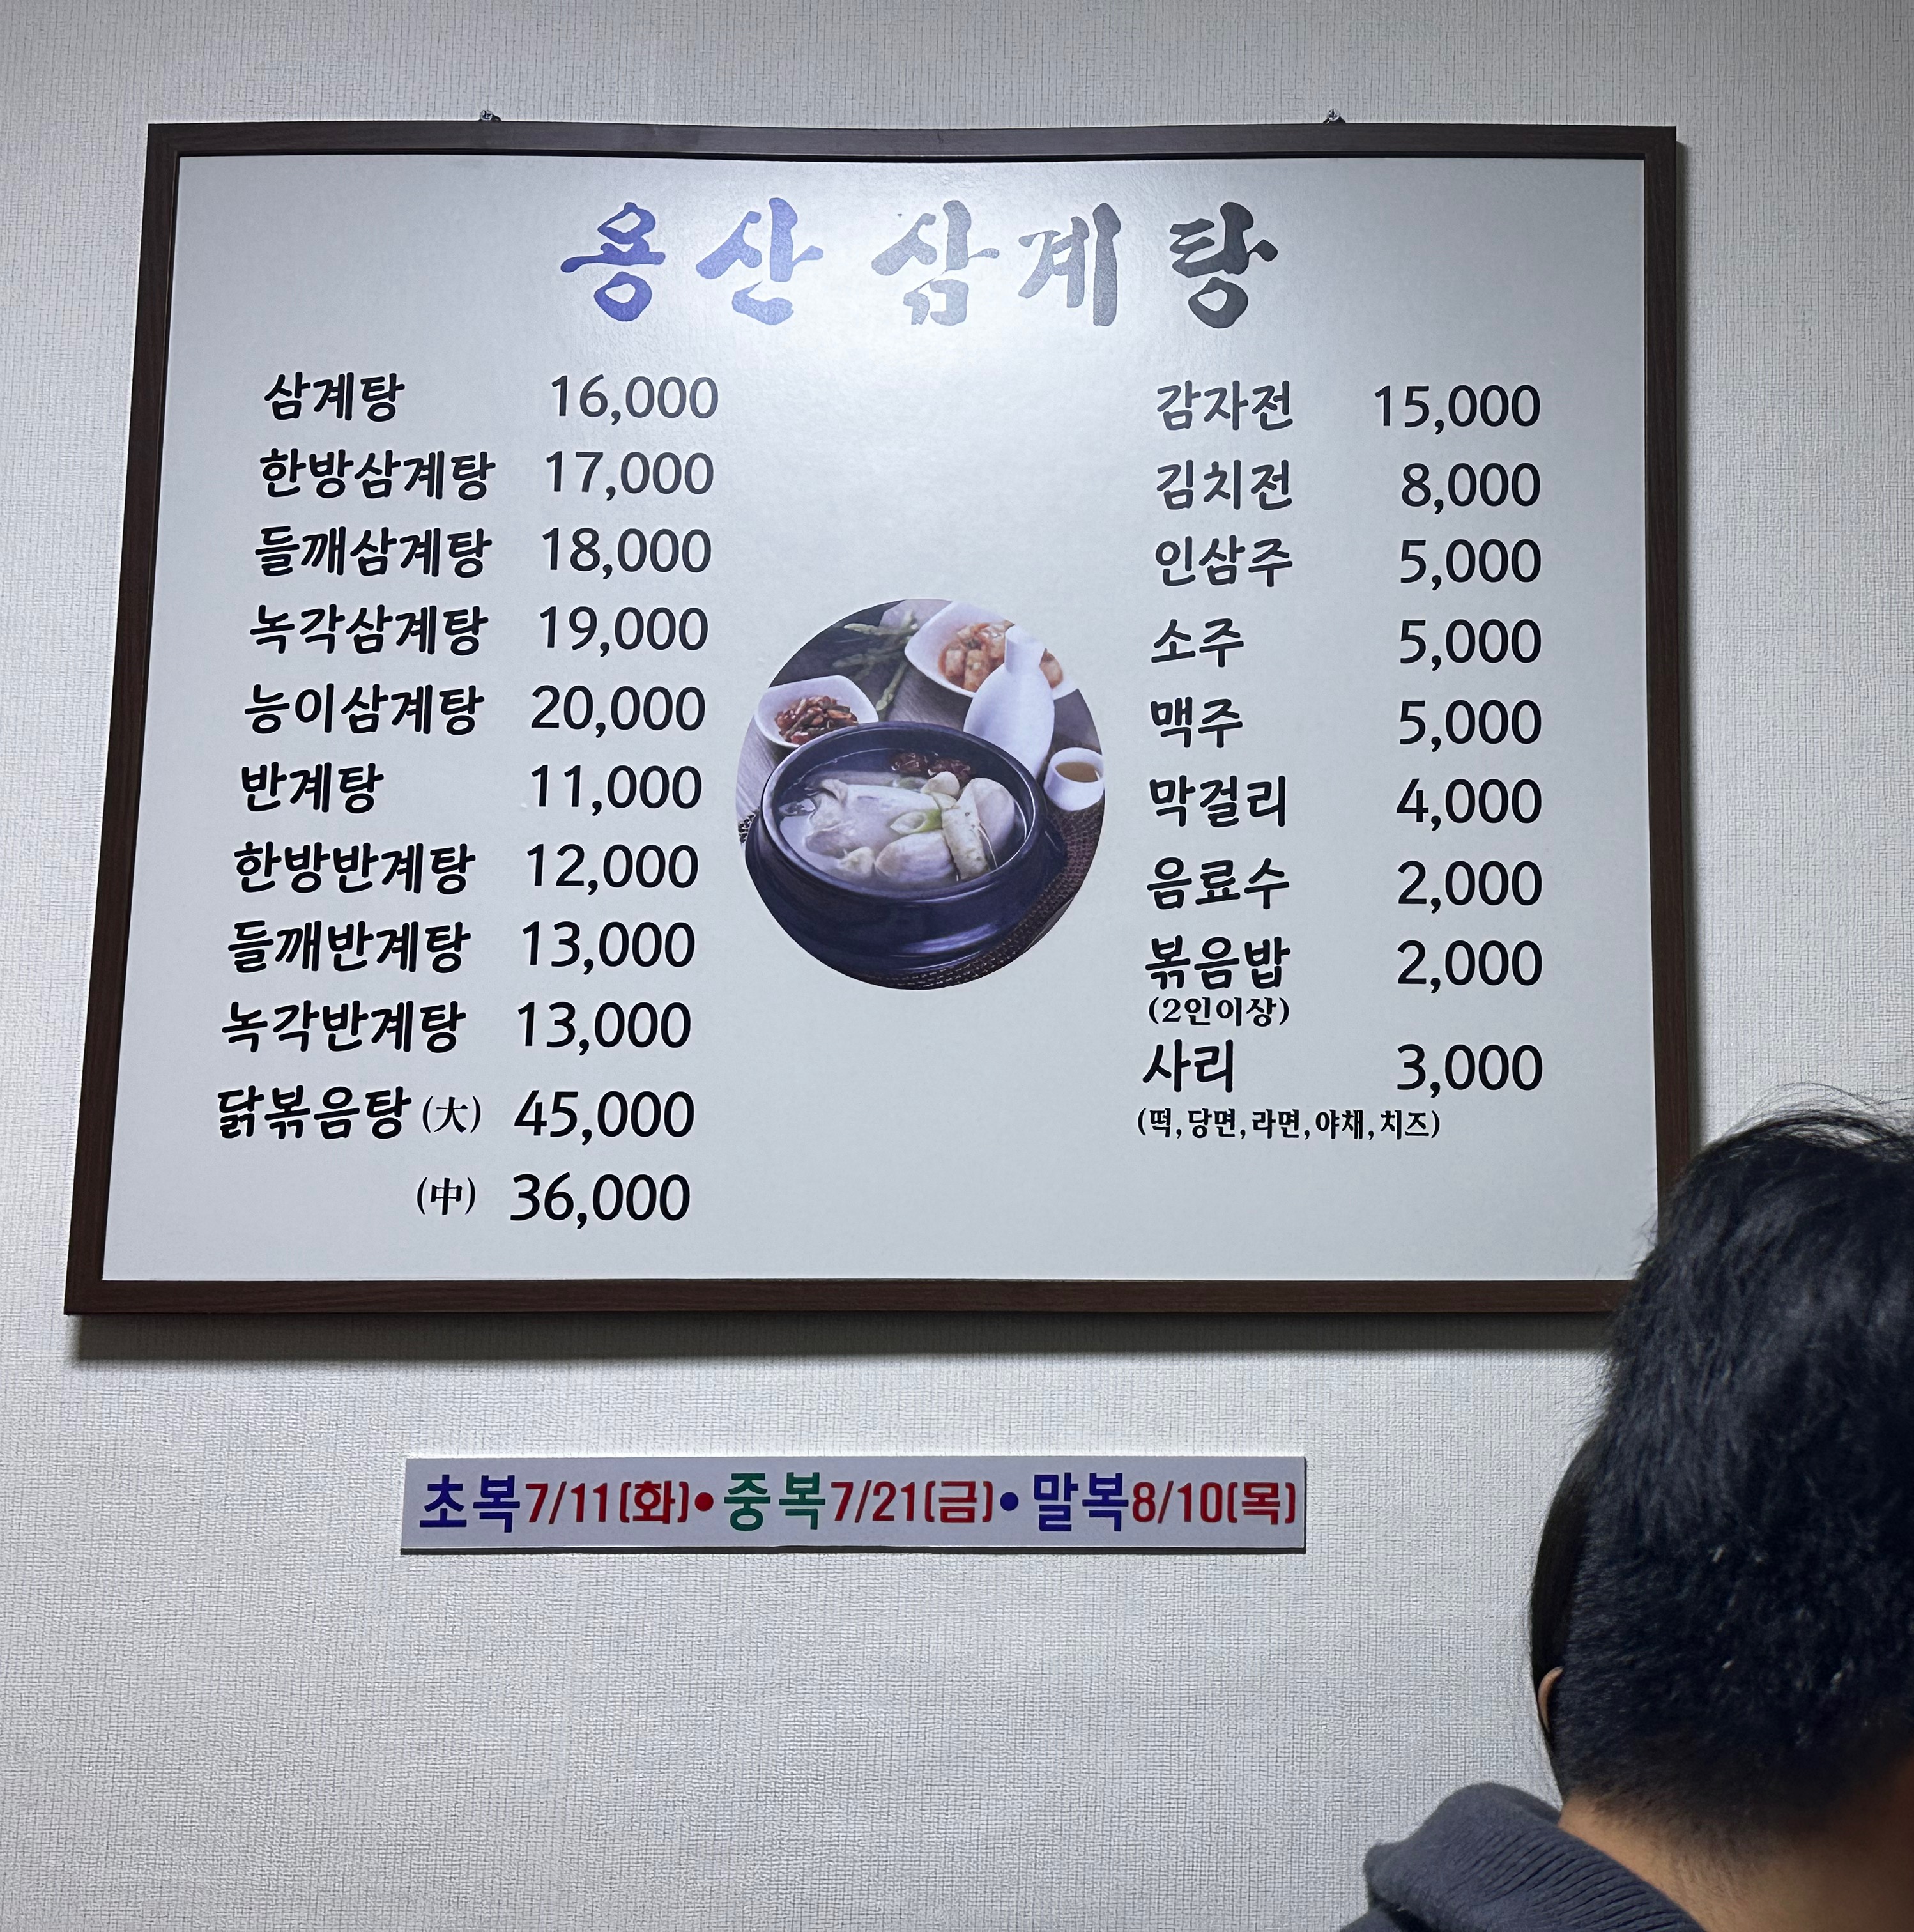 용산 삼계탕
삼계탕 16,000
한방삼계탕 17,000
들깨삼계탕 18,000
녹각삼계탕 19,000
능이삼계탕 20,000
반계탕 11,000
한방반계탕 12,000
들깨반계탕 13,000
녹각반계탕 13,000
닭볶음탕 (大) 45,000
(中) 36,000
감자전 15,000
김치전 8,000
인삼주 5,000
소주 5,000
맥주 5,000
막걸리 4,000
음료수 2,000
볶음밥 2,000
(2인이상)
사리 3,000
(떡,당면,라면,야채,치즈)
초복7/11(화)•중복7/21(금)•말복8/10(목)